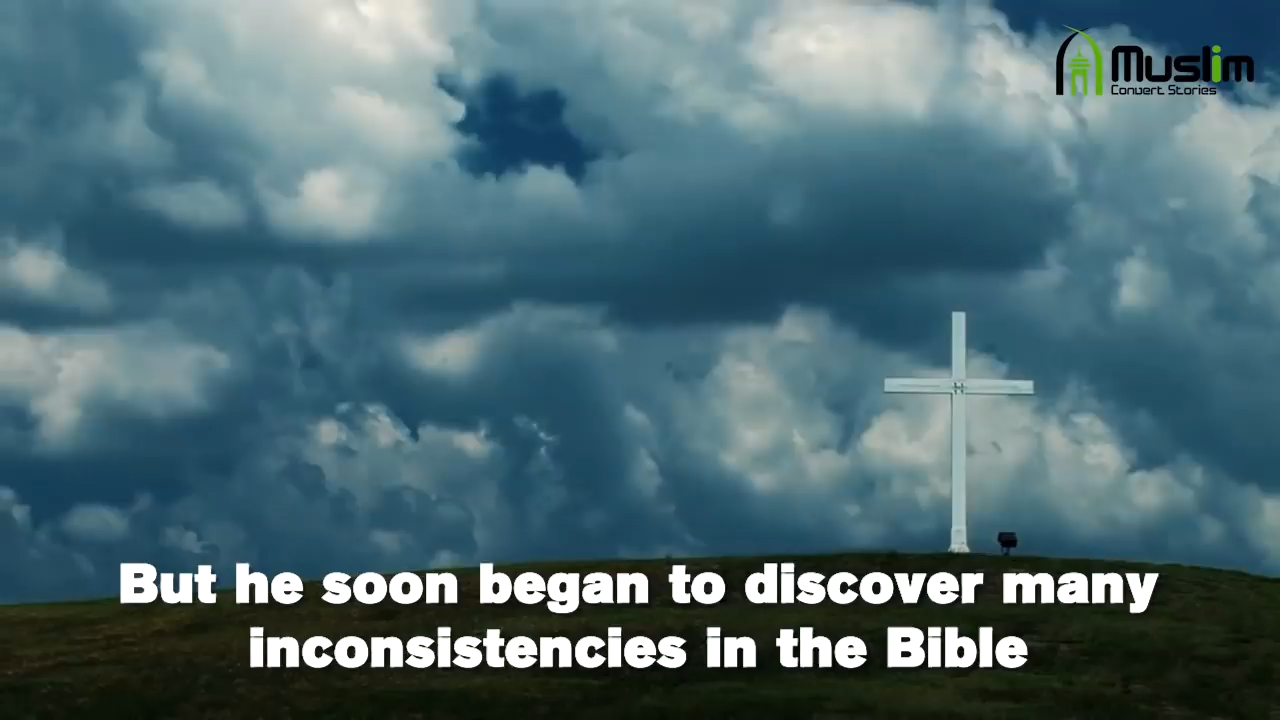 Muslim
Convert Stories
But he soon began to discover many
inconsistencies in the Bible